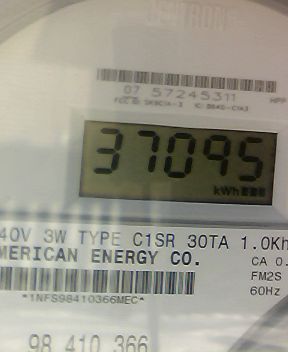 CENTRON
07 57245311
37095
kWh
40V 3W TYPE C1SR 30TA 1.0Kh
MERICAN ENERGY CO.
CA 0.
FM2S
60Hz
*1NFS98410366MEC*
98 410 366